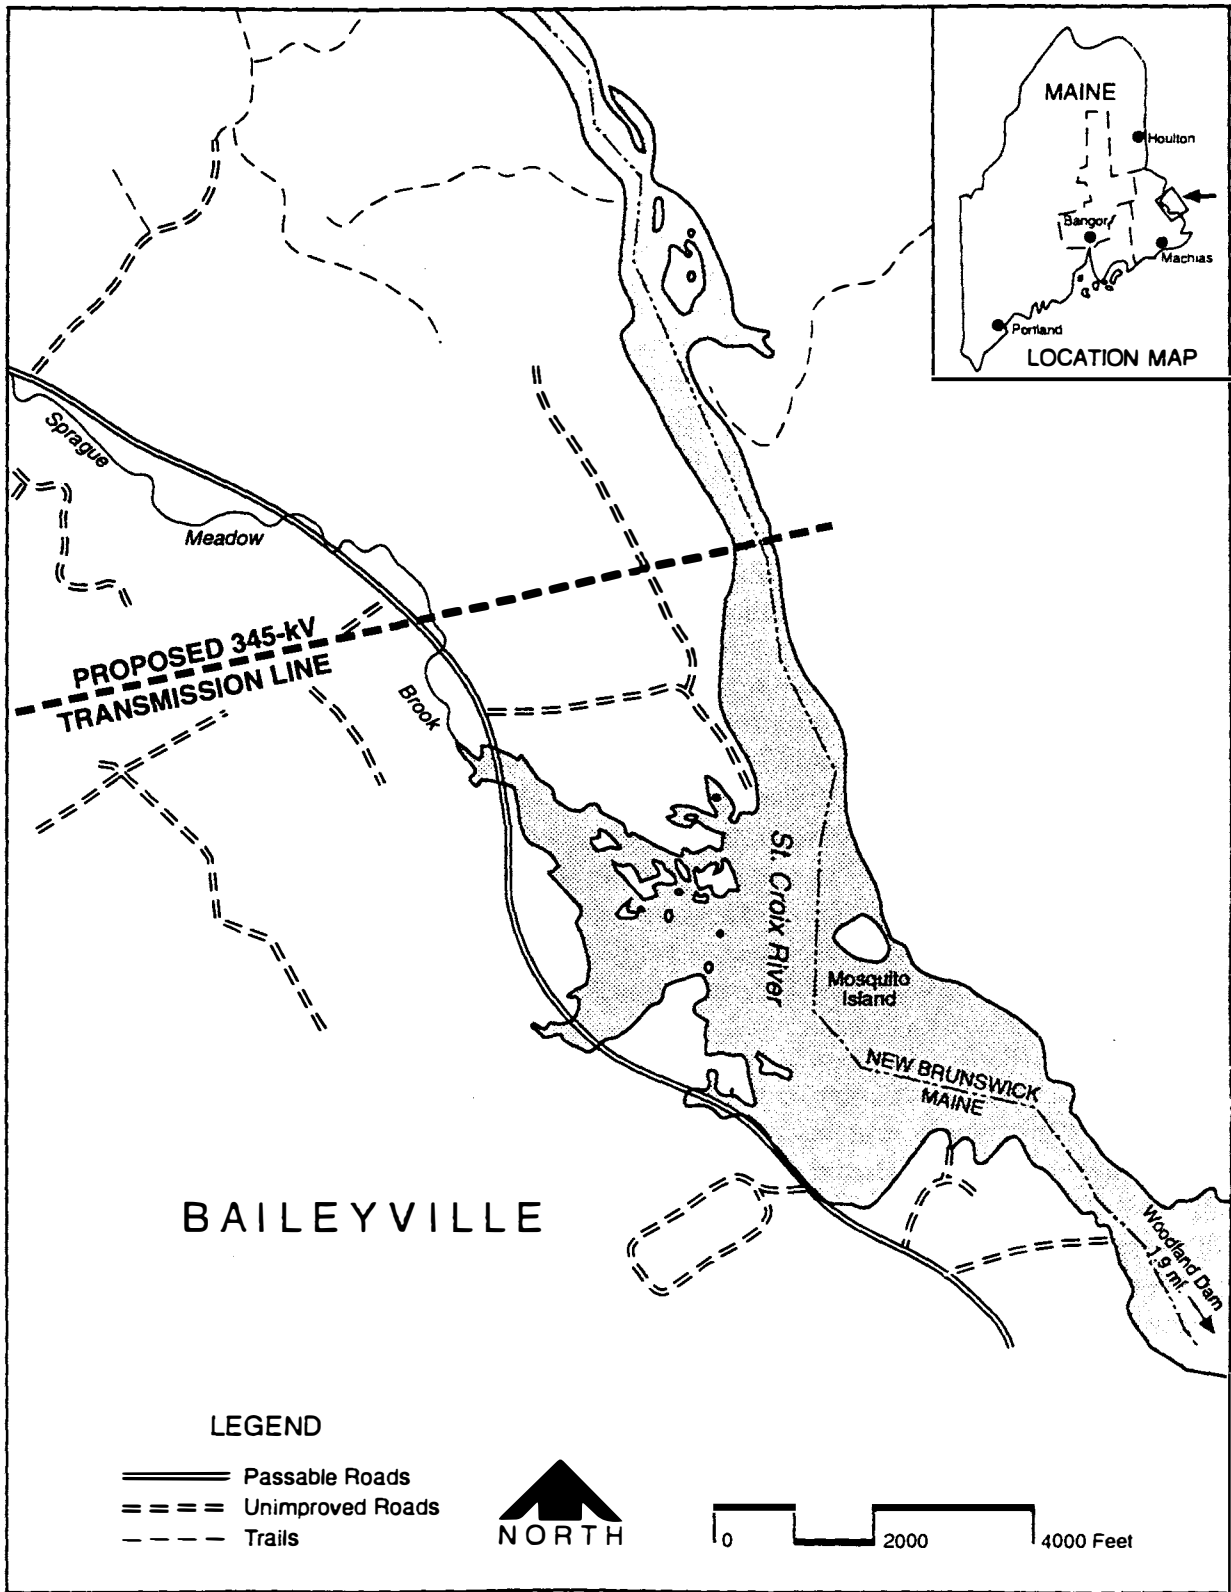 MAINE
Houlton
Bangor
Machias
Portland
LOCATION MAP
Sprague
Meadow
Brook
PROPOSED 345-kV
TRANSMISSION LINE
St. Croix River
Mosquito
Island
NEW BRUNSWICK
MAINE
Woodland Dam
1.9 mi.
BAILEYVILLE
LEGEND
Passable Roads
Unimproved Roads
Trails
NORTH
0 2000 4000 Feet